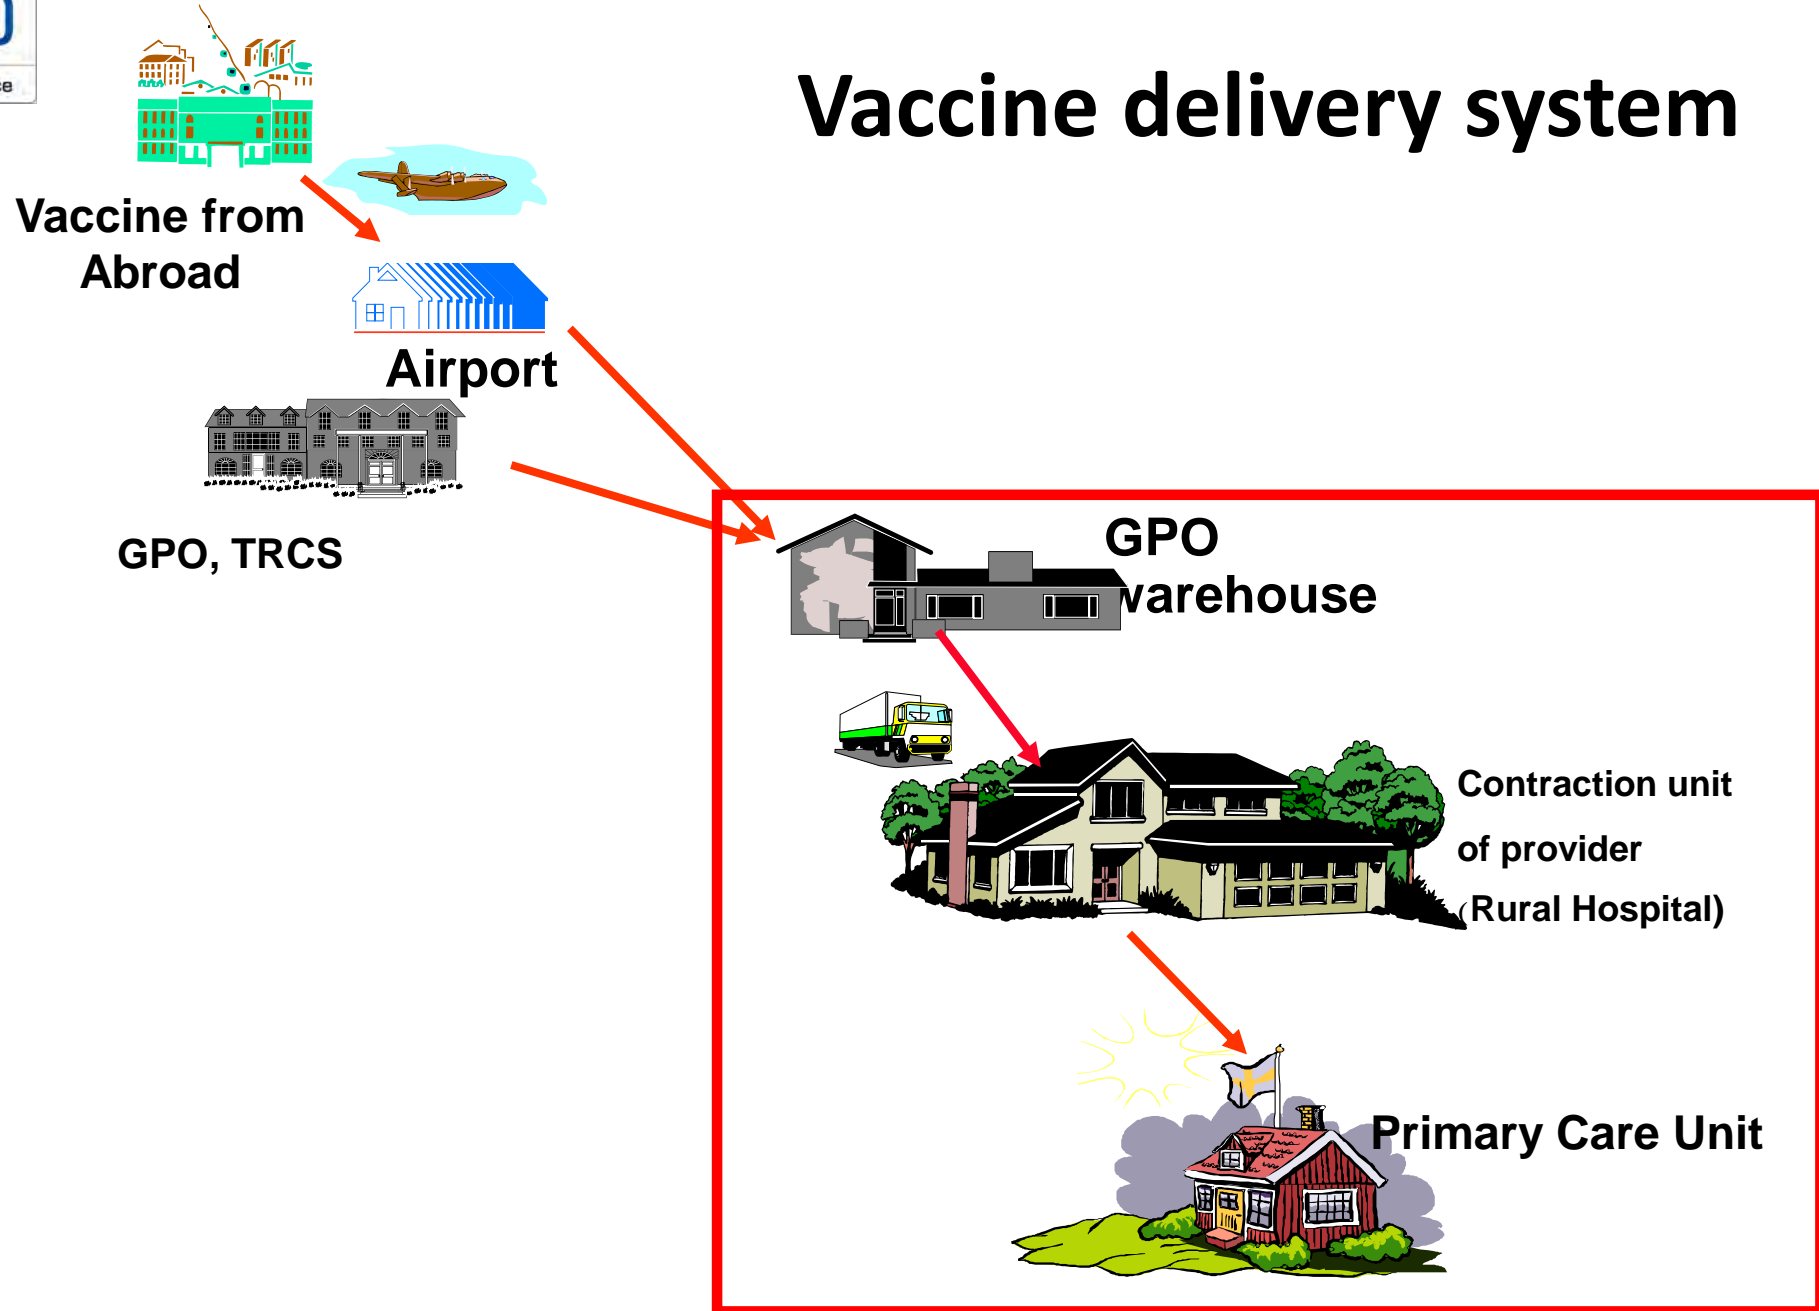 Vaccine delivery system
Vaccine from
Abroad
Airport
GPO, TRCS
GPO
warehouse
Contraction unit
of provider
(Rural Hospital)
Primary Care Unit